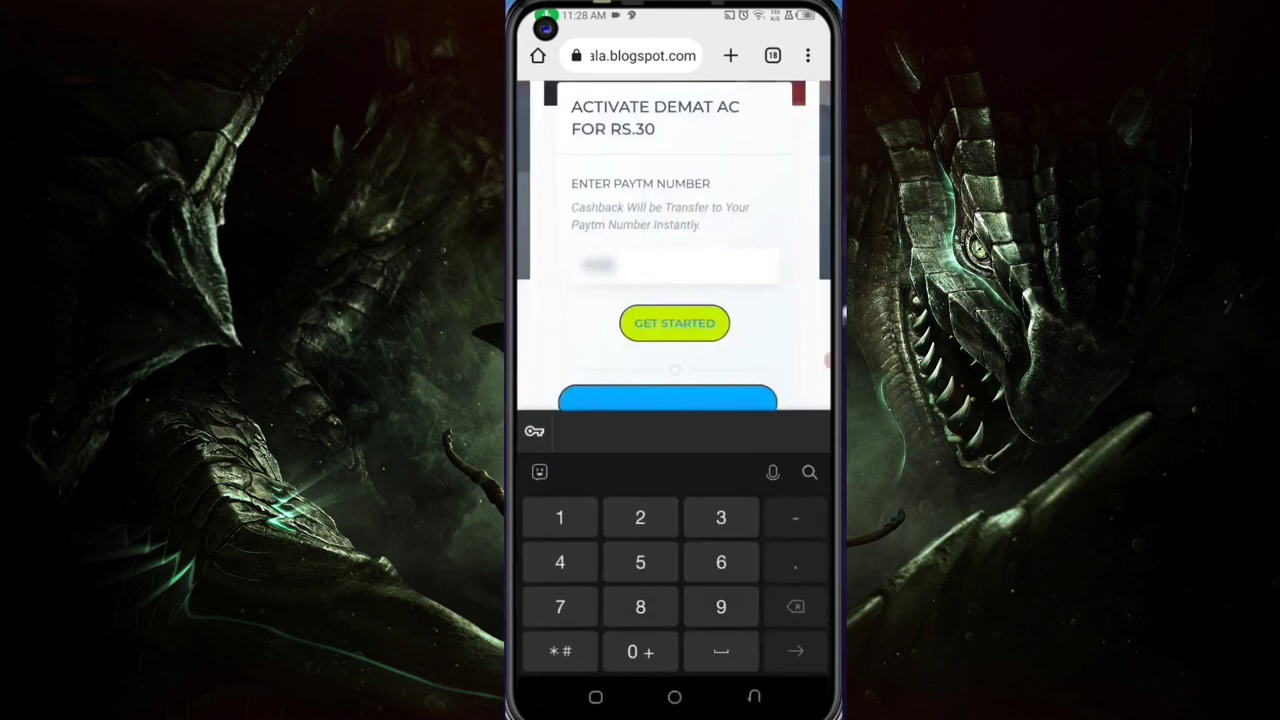 11:28 AM
ala.blogspot.com
18
ACTIVATE DEMAT AC
FOR RS.30
ENTER PAYTM NUMBER
Cashback Will be Transfer to Your
Paytm Number Instantly.
GET STARTED
1 2 3 -
4 5 6 .
7 8 9
*# 0 +